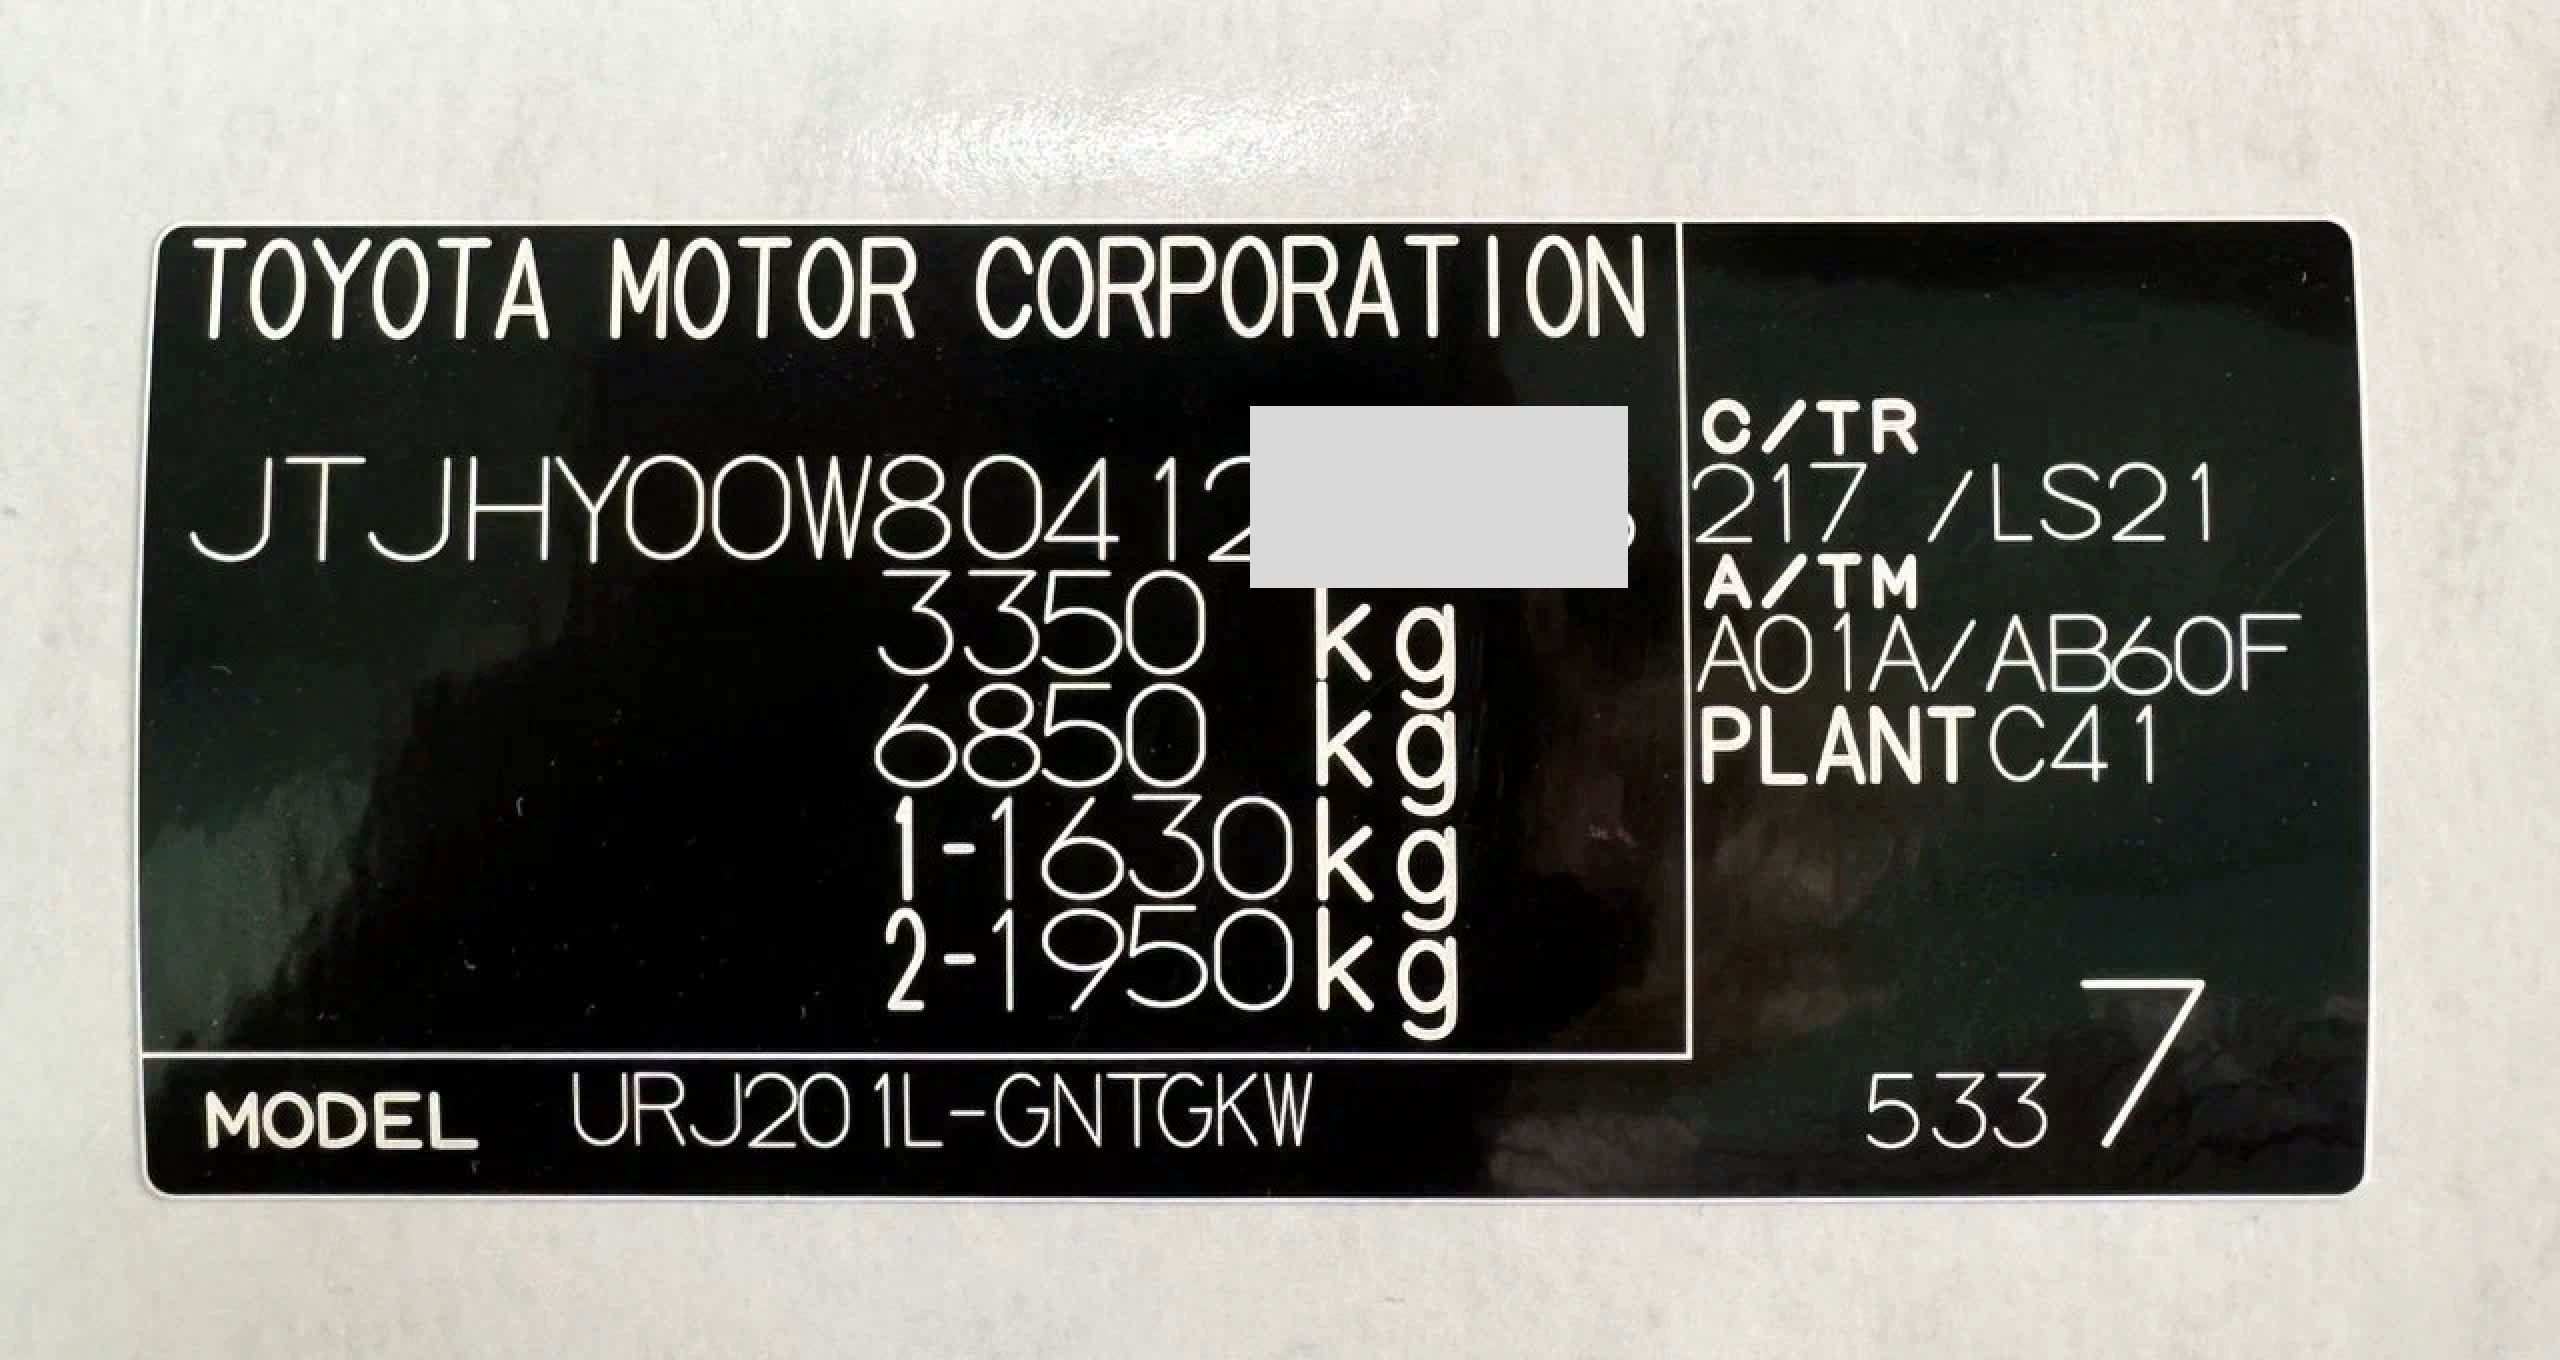 TOYOTA MOTOR CORPORATION
JTJHY00W80412
3350 kg
6850 kg
1-1630kg
2-1950kg
MODEL URJ201L-GNTGKW
C/TR
217 /LS21
A/TM
A01A/AB60F
PLANT C41
533 7